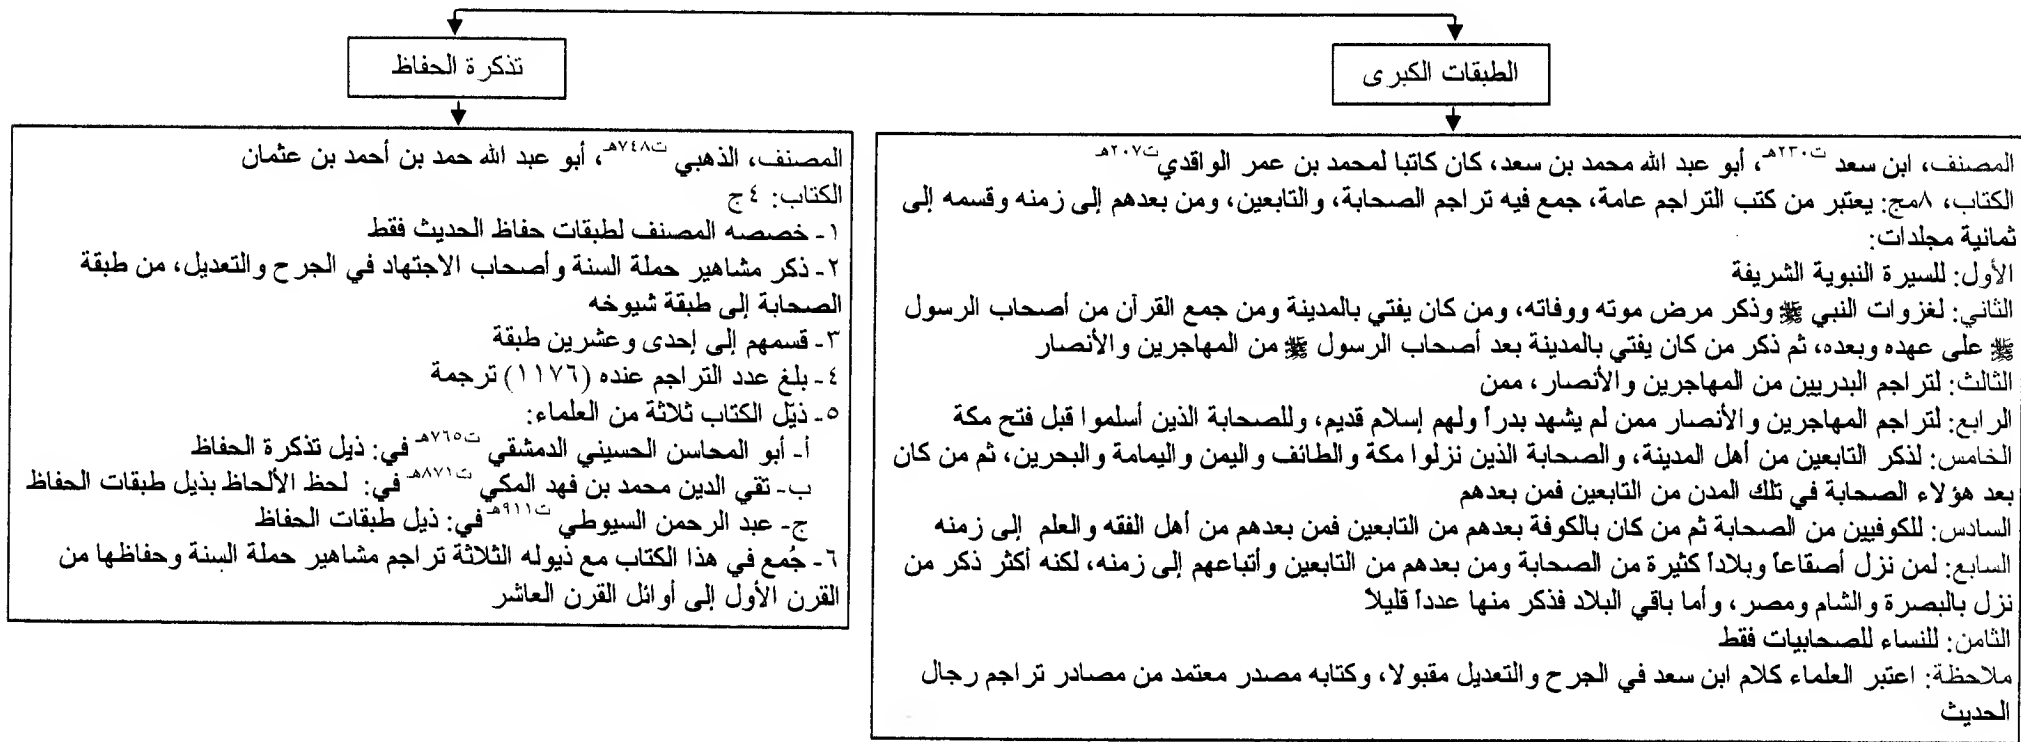 الطبقات الكبرى
المصنف، ابن سعد ت٢٣٠هـ، أبو عبد الله محمد بن سعد، كان كاتبا لمحمد بن عمر الواقدي ت٢٠٧هـ
الكتاب، ٨مج: يعتبر من كتب التراجم عامة، جمع فيه تراجم الصحابة، والتابعين، ومن بعدهم إلى زمنه وقسمه إلى
ثمانية مجلدات:
الأول: للسيرة النبوية الشريفة
الثاني: لغزوات النبي ﷺ وذكر مرض موته ووفاته، ومن كان يفتي بالمدينة ومن جمع القرآن من أصحاب الرسول
ﷺ على عهده وبعده، ثم ذكر من كان يفتي بالمدينة بعد أصحاب الرسول ﷺ من المهاجرين والأنصار
الثالث: لتراجم البدريين من المهاجرين والأنصار، ممن
الرابع: لتراجم المهاجرين والأنصار ممن لم يشهد بدراً ولهم إسلام قديم، وللصحابة الذين أسلموا قبل فتح مكة
الخامس: لذكر التابعين من أهل المدينة، والصحابة الذين نزلوا مكة والطائف واليمن واليمامة والبحرين، ثم من كان
بعد هؤلاء الصحابة في تلك المدن من التابعين فمن بعدهم
السادس: للكوفيين من الصحابة ثم من كان بالكوفة بعدهم من التابعين فمن بعدهم من أهل الفقه والعلم إلى زمنه
السابع: لمن نزل أصقاعاً وبلاداً كثيرة من الصحابة ومن بعدهم من التابعين وأتباعهم إلى زمنه، لكنه أكثر ذكر من
نزل بالبصرة والشام ومصر، وأما باقي البلاد فذكر منها عدداً قليلاً
الثامن: للنساء للصحابيات فقط
ملاحظة: اعتبر العلماء كلام ابن سعد في الجرح والتعديل مقبولا، وكتابه مصدر معتمد من مصادر تراجم رجال
الحديث
تذكرة الحفاظ
المصنف، الذهبي ت٧٤٨هـ، أبو عبد الله حمد بن أحمد بن عثمان
الكتاب: ٤ج
١- خصصه المصنف لطبقات حفاظ الحديث فقط
٢- ذكر مشاهير حملة السنة وأصحاب الاجتهاد في الجرح والتعديل، من طبقة
الصحابة إلى طبقة شيوخه
٣- قسمهم إلى إحدى وعشرين طبقة
٤- بلغ عدد التراجم عنده (١١٧٦) ترجمة
٥- ذيّل الكتاب ثلاثة من العلماء:
أ- أبو المحاسن الحسيني الدمشقي ت٧٦٥هـ في: ذيل تذكرة الحفاظ
ب- تقي الدين محمد بن فهد المكي ت٨٧١هـ في: لحظ الألحاظ بذيل طبقات الحفاظ
ج- عبد الرحمن السيوطي ت٩١١هـ في: ذيل طبقات الحفاظ
٦- جُمع في هذا الكتاب مع ذيوله الثلاثة تراجم مشاهير حملة السنة وحفاظها من
القرن الأول إلى أوائل القرن العاشر